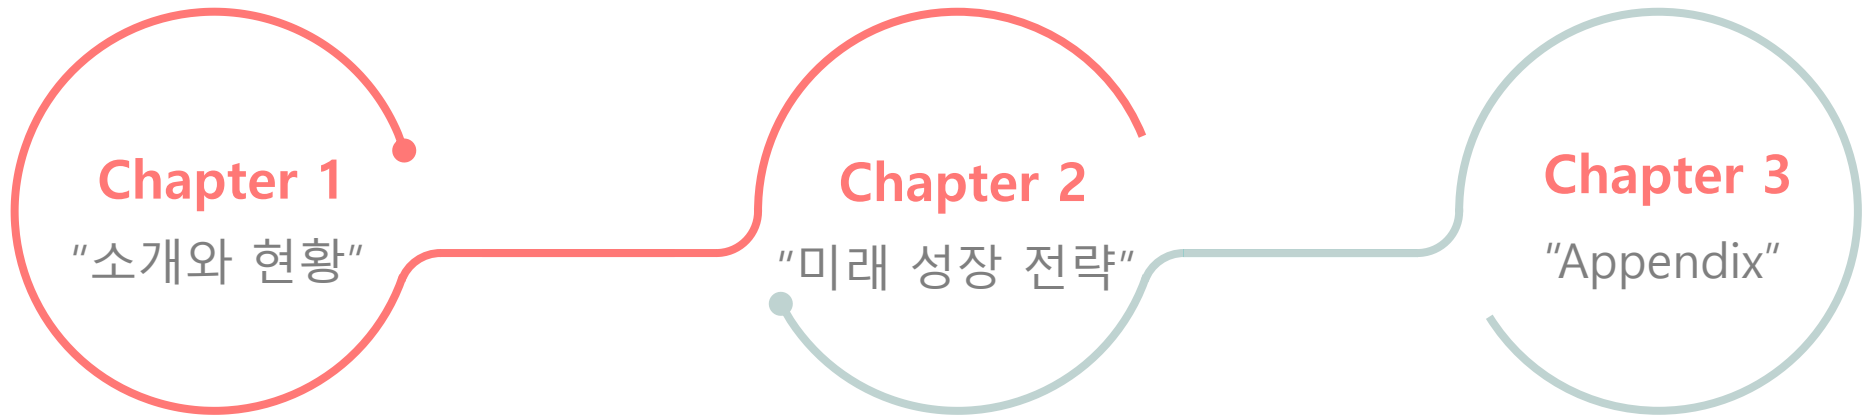 Chapter 1
“소개와 현황”
Chapter 2
“미래 성장 전략”
Chapter 3
”Appendix“